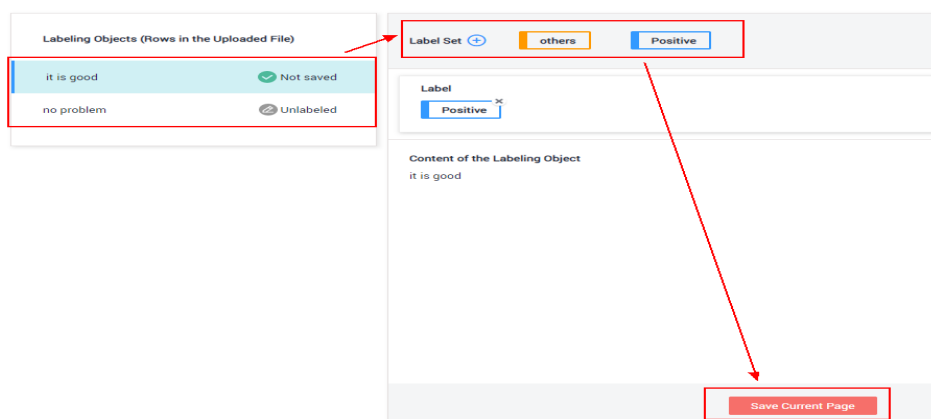 Labeling Objects (Rows in the Uploaded File)
it is good Not saved
no problem Unlabeled
Label Set others Positive
Label
Positive
Content of the Labeling Object
it is good
Save Current Page